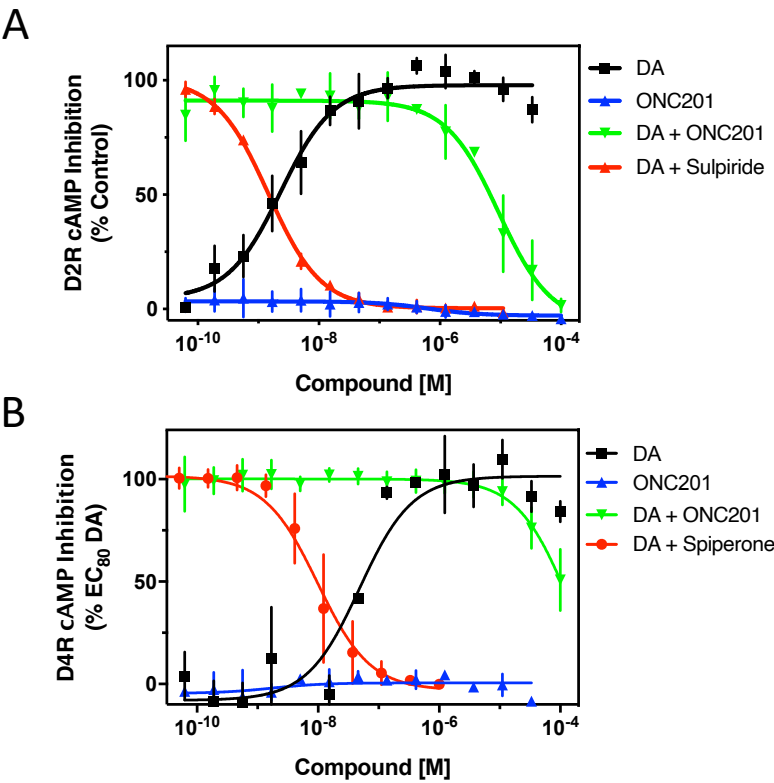 A
D2R cAMP Inhibition
(% Control)
100
50
0
10-10
10-8
10-6
10-4
Compound [M]
DA
ONC201
DA + ONC201
DA + Sulpiride
B
D4R cAMP Inhibition
(% EC80 DA)
100
50
0
10-10
10-8
10-6
10-4
Compound [M]
DA
ONC201
DA + ONC201
DA + Spiperone